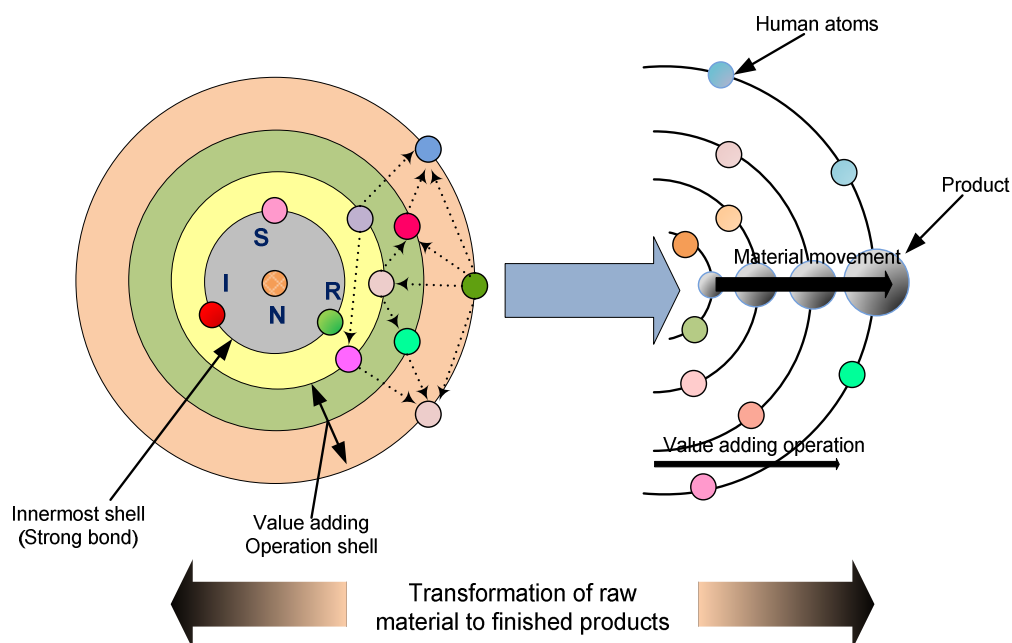 Human atoms
Product
S
I
R
N
Material movement
Value adding operation
Innermost shell
(Strong bond)
Value adding
Operation shell
Transformation of raw
material to finished products